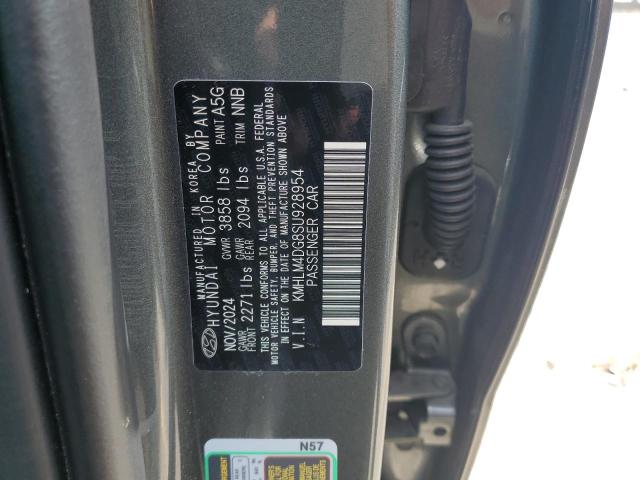 MANUFACTURED IN KOREA BY
HYUNDAI MOTOR COMPANY
NOV/2024 GVWR 3858 lbs PAINT A5G
GAWR FRONT 2271 lbs GAWR REAR 2094 lbs TRIM NNB
THIS VEHICLE CONFORMS TO ALL APPLICABLE U.S.A. FEDERAL
MOTOR VEHICLE SAFETY, BUMPER, AND THEFT PREVENTION STANDARDS
IN EFFECT ON THE DATE OF MANUFACTURE SHOWN ABOVE
V.I.N KMHLM4DG8SU928954
PASSENGER CAR
N57